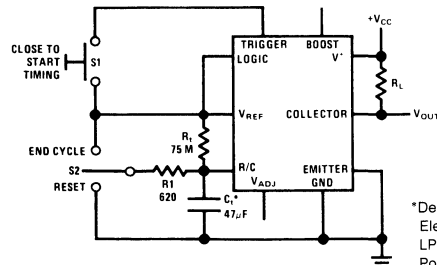 CLOSE TO
START
TIMING
S1
TRIGGER
BOOST
LOGIC
V+
+VCC
RL
VREF
COLLECTOR
VOUT
END CYCLE
Rt
75 M
S2
R/C
EMITTER
RESET
R1
620
VADJ
GND
Ct*
47μF
*De
Ele
LP
Po